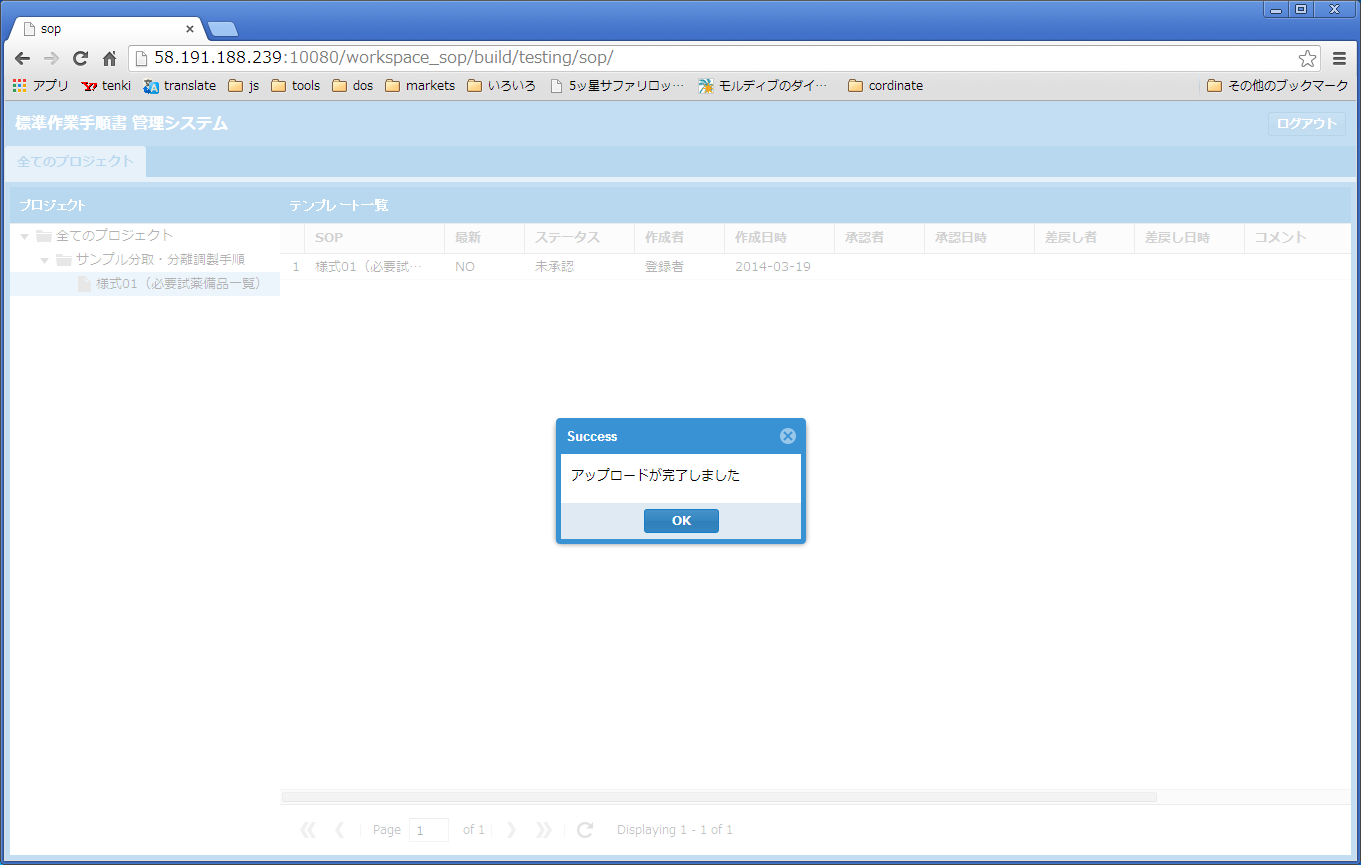 sop
58.191.188.239:10080/workspace_sop/build/testing/sop/
アプリ tenki translate js tools dos markets いろいろ 5ッ星サファリロッ… モルディブのダイ… cordinate その他のブックマーク
標準作業手順書 管理システム ログアウト
全てのプロジェクト
プロジェクト テンプレート一覧
全てのプロジェクト SOP 最新 ステータス 作成者 作成日時 承認者 承認日時 差戻し者 差戻し日時 コメント
サンプル分取・分離調製手順 1 様式01（必要試… NO 未承認 登録者 2014-03-19
様式01（必要試薬備品一覧）
Success
アップロードが完了しました
OK
Page 1 of 1 Displaying 1 - 1 of 1